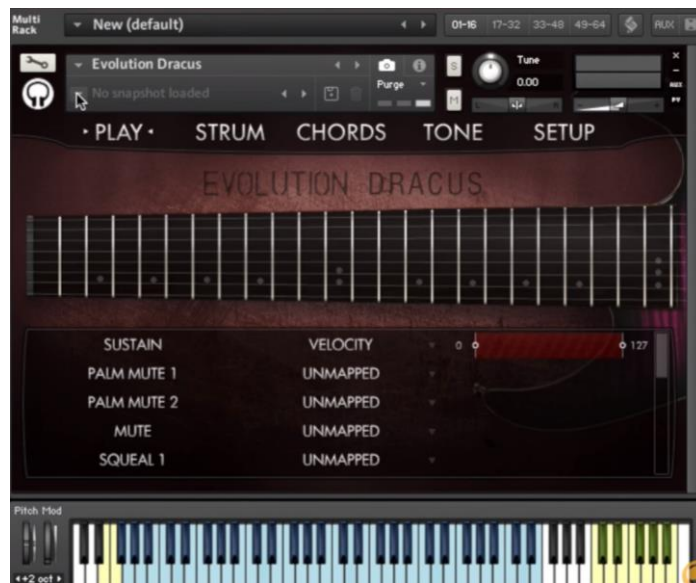 Multi Rack
New (default)
01-16 17-32 33-48 49-64
AUX
Evolution Dracus
No snapshot loaded
Purge
S
M
Tune
0.00
L
R
×
-
AUX
PV
· PLAY · STRUM CHORDS TONE SETUP
EVOLUTION DRACUS
SUSTAIN VELOCITY 0 127
PALM MUTE 1 UNMAPPED
PALM MUTE 2 UNMAPPED
MUTE UNMAPPED
SQUEAL 1 UNMAPPED
Pitch Mod
+2 oct